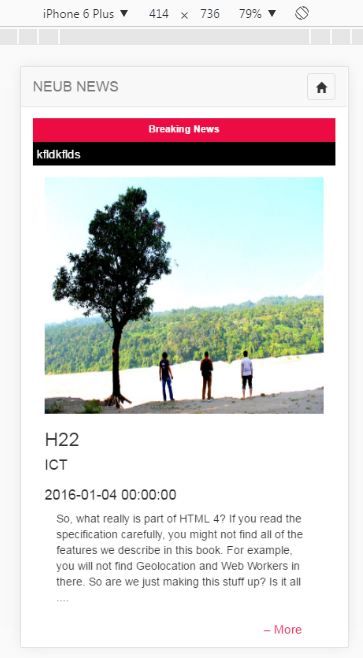 iPhone 6 Plus ▼ 414 × 736 79% ▼
NEUB NEWS
Breaking News
kfldkflds
H22
ICT
2016-01-04 00:00:00
So, what really is part of HTML 4? If you read the
specification carefully, you might not find all of the
features we describe in this book. For example,
you will not find Geolocation and Web Workers in
there. So are we just making this stuff up? Is it all
....
– More